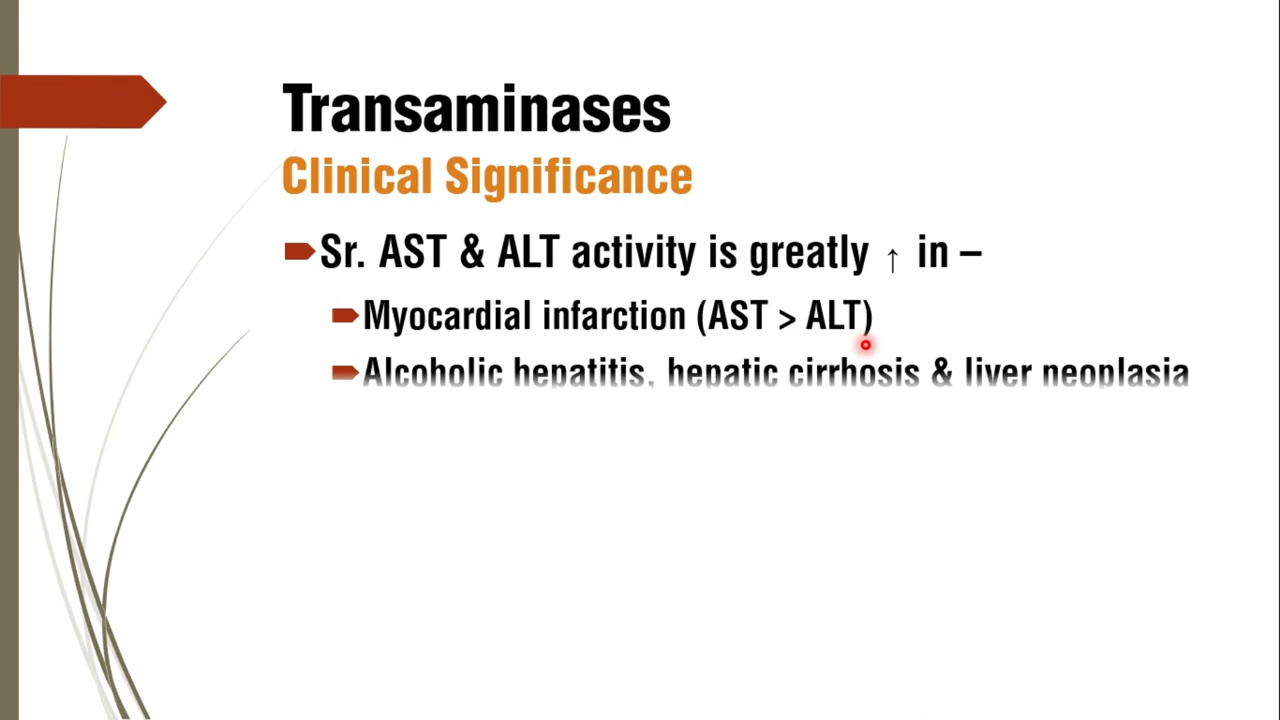 Transaminases
Clinical Significance
Sr. AST & ALT activity is greatly ↑ in –
Myocardial infarction (AST > ALT)
Alcoholic hepatitis, hepatic cirrhosis & liver neoplasia